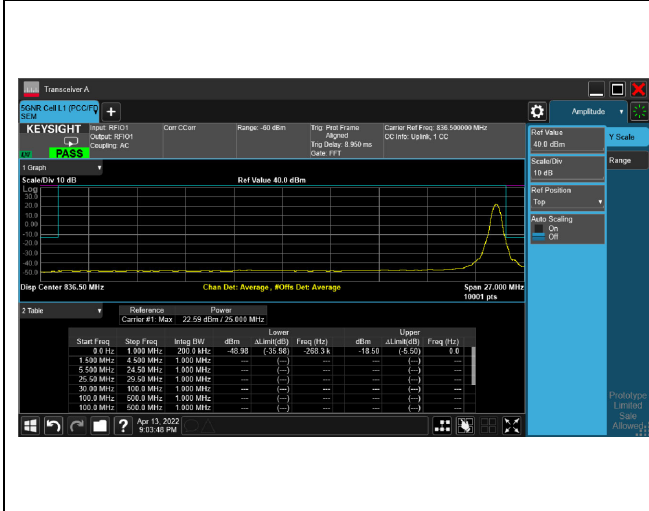 Transceiver A
5GNR Cell L1 (PCC/FD
SEM
+
Amplitude
KEYSIGHT
Input: RFIO1
Output: RFIO1
Coupling: AC
Corr CCorr
Range: -60 dBm
Trig: Prot Frame
Aligned
Trig Delay: 8.950 ms
Gate: FFT
Carrier Ref Freq: 836.500000 MHz
CC Info: Uplink, 1 CC
PASS
Ref Value
40.0 dBm
Y Scale
Scale/Div
10 dB
Range
Ref Position
Top
Auto Scaling
On
Off
1 Graph
Scale/Div 10 dB
Ref Value 40.0 dBm
Log
30.0
20.0
10.0
0.00
-10.0
-20.0
-30.0
-40.0
-50.0
Disp Center 836.50 MHz
Chan Det: Average, #Offs Det: Average
Span 27.000 MHz
10001 pts
2 Table
Reference Power
Carrier #1: Max 22.59 dBm / 25.000 MHz
Lower Upper
Start Freq Stop Freq Integ BW dBm ΔLimit(dB) Freq (Hz) dBm ΔLimit(dB) Freq (Hz)
0.0 Hz 1.000 MHz 200.0 kHz -48.98 (-35.98) -268.3 k -18.50 (-5.50) 0.0
1.500 MHz 4.500 MHz 1.000 MHz --- (---) --- --- (---) ---
5.500 MHz 24.50 MHz 1.000 MHz --- (---) --- --- (---) ---
25.50 MHz 29.50 MHz 1.000 MHz --- (---) --- --- (---) ---
30.00 MHz 100.0 MHz 1.000 MHz --- (---) --- --- (---) ---
100.0 MHz 500.0 MHz 1.000 MHz --- (---) --- --- (---) ---
100.0 MHz 500.0 MHz 1.000 MHz --- (---) --- --- (---) ---
Prototype
Limited
Sale
Allowed
?
Apr 13, 2022
9:03:48 PM